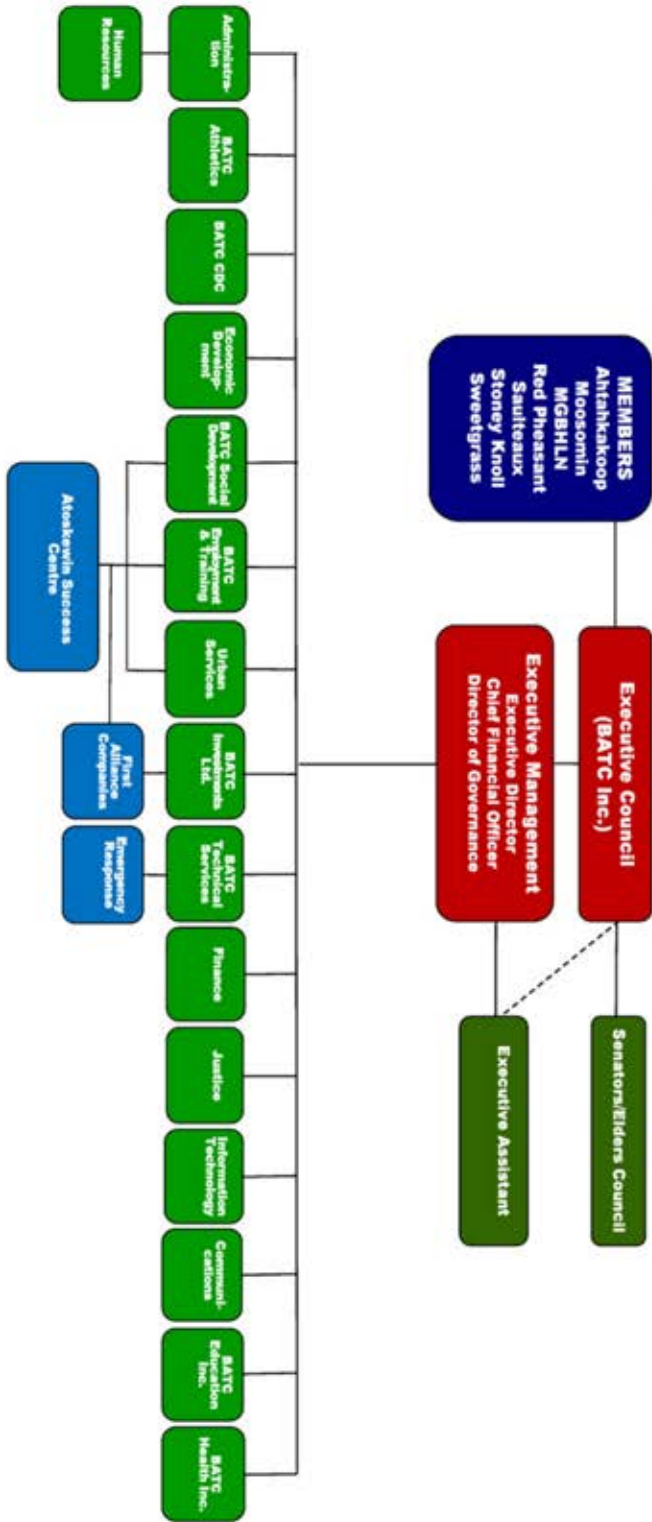 MEMBERS
Ahtahkakoop
Moosomin
MGBHLN
Red Pheasant
Saulteaux
Stoney Knoll
Sweetgrass
Executive Council
(BATC Inc.)
Senators/Elders Council
Executive Management
Executive Director
Chief Financial Officer
Director of Governance
Executive Assistant
Administra-
tion
BATC
Athletics
BATC CDC
Economic
Develop-
ment
BATC Social
Development
BATC
Employment
& Training
Urban
Services
BATC
Investments
Ltd.
BATC
Technical
Services
Finance
Justice
Information
Technology
Communi-
cations
BATC
Education
Inc.
BATC
Health Inc.
Human
Resources
Atoskewin Success
Centre
First
Alliance
Companies
Emergency
Response